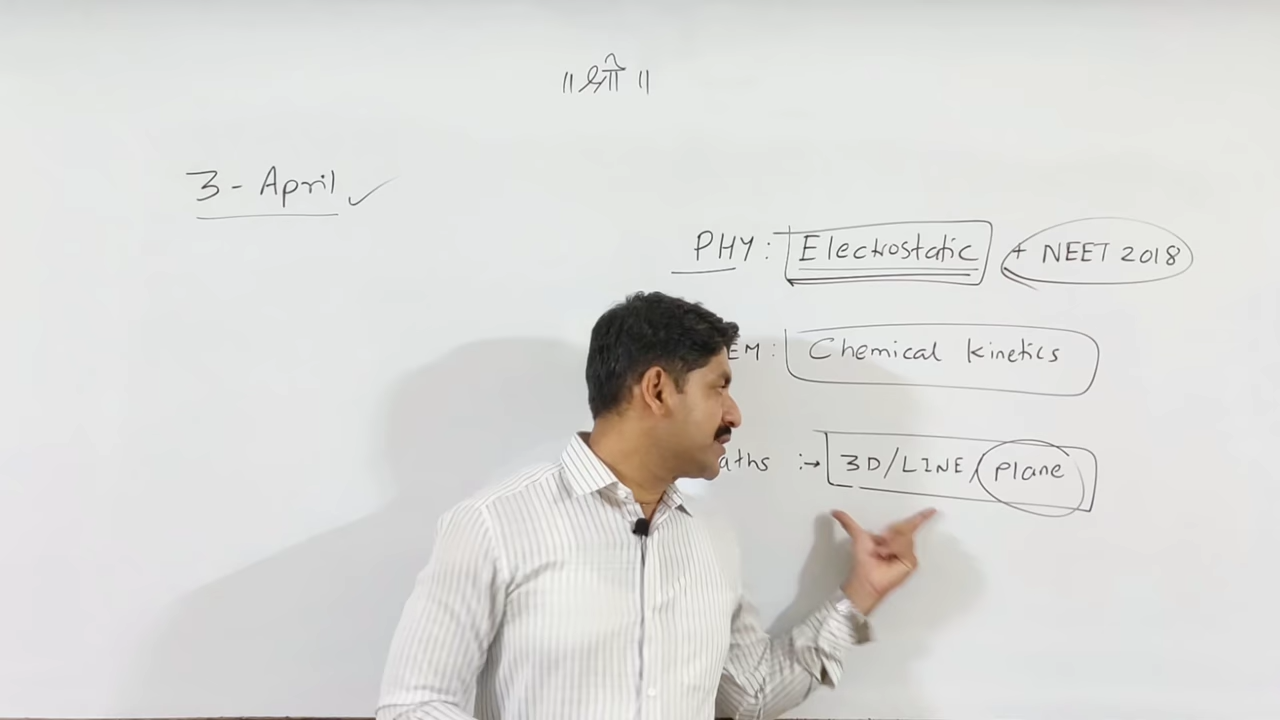 ॥ श्री ॥
3 - April ✓
PHY : Electrostatic + NEET 2018
EM : Chemical kinetics
aths :→ 3D/LINE/Plane